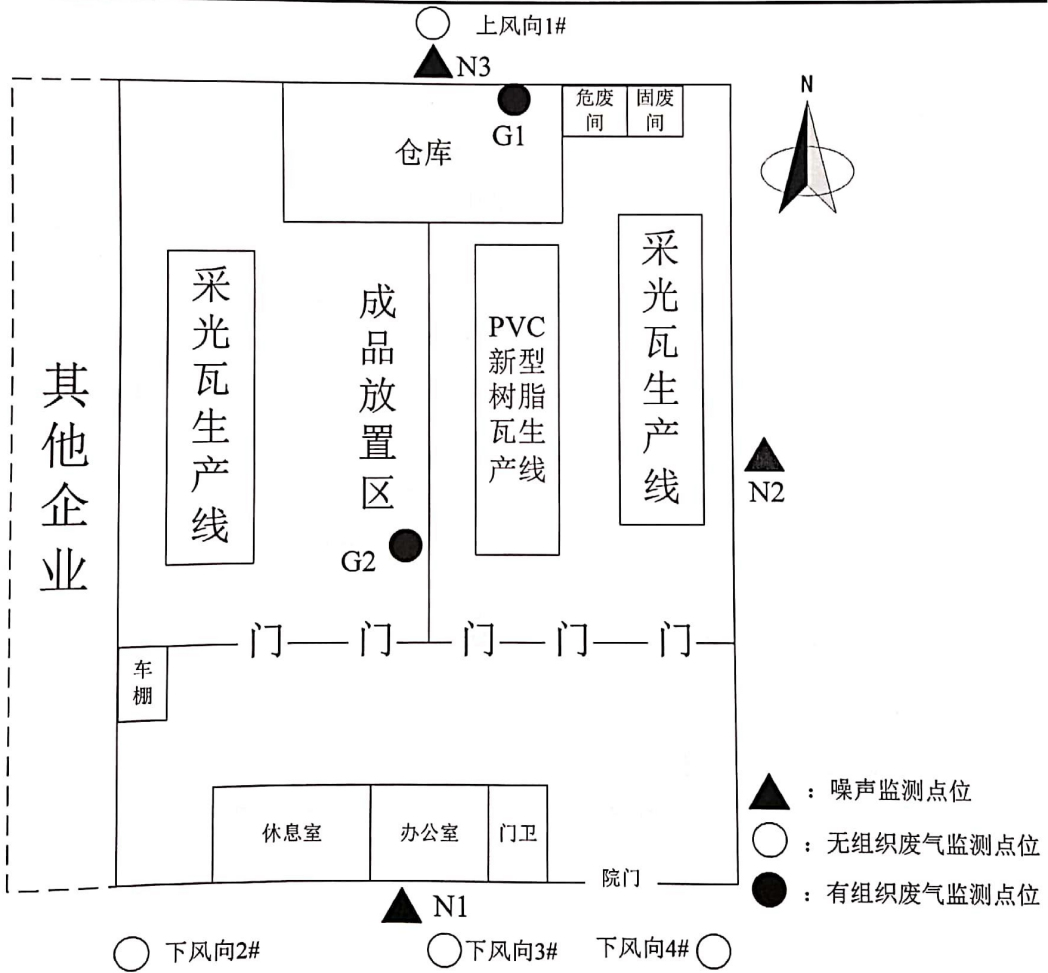 上风向1#
N3
N
危废
间
固废
间
G1
仓库
采光瓦生产线
成品放置区
PVC
新型
树脂
瓦生
产线
采光瓦生产线
其他企业
N2
G2
门 门 门 门 门
车
棚
▲：噪声监测点位
休息室 办公室 门卫
○：无组织废气监测点位
院门
●：有组织废气监测点位
N1
下风向2# 下风向3# 下风向4#